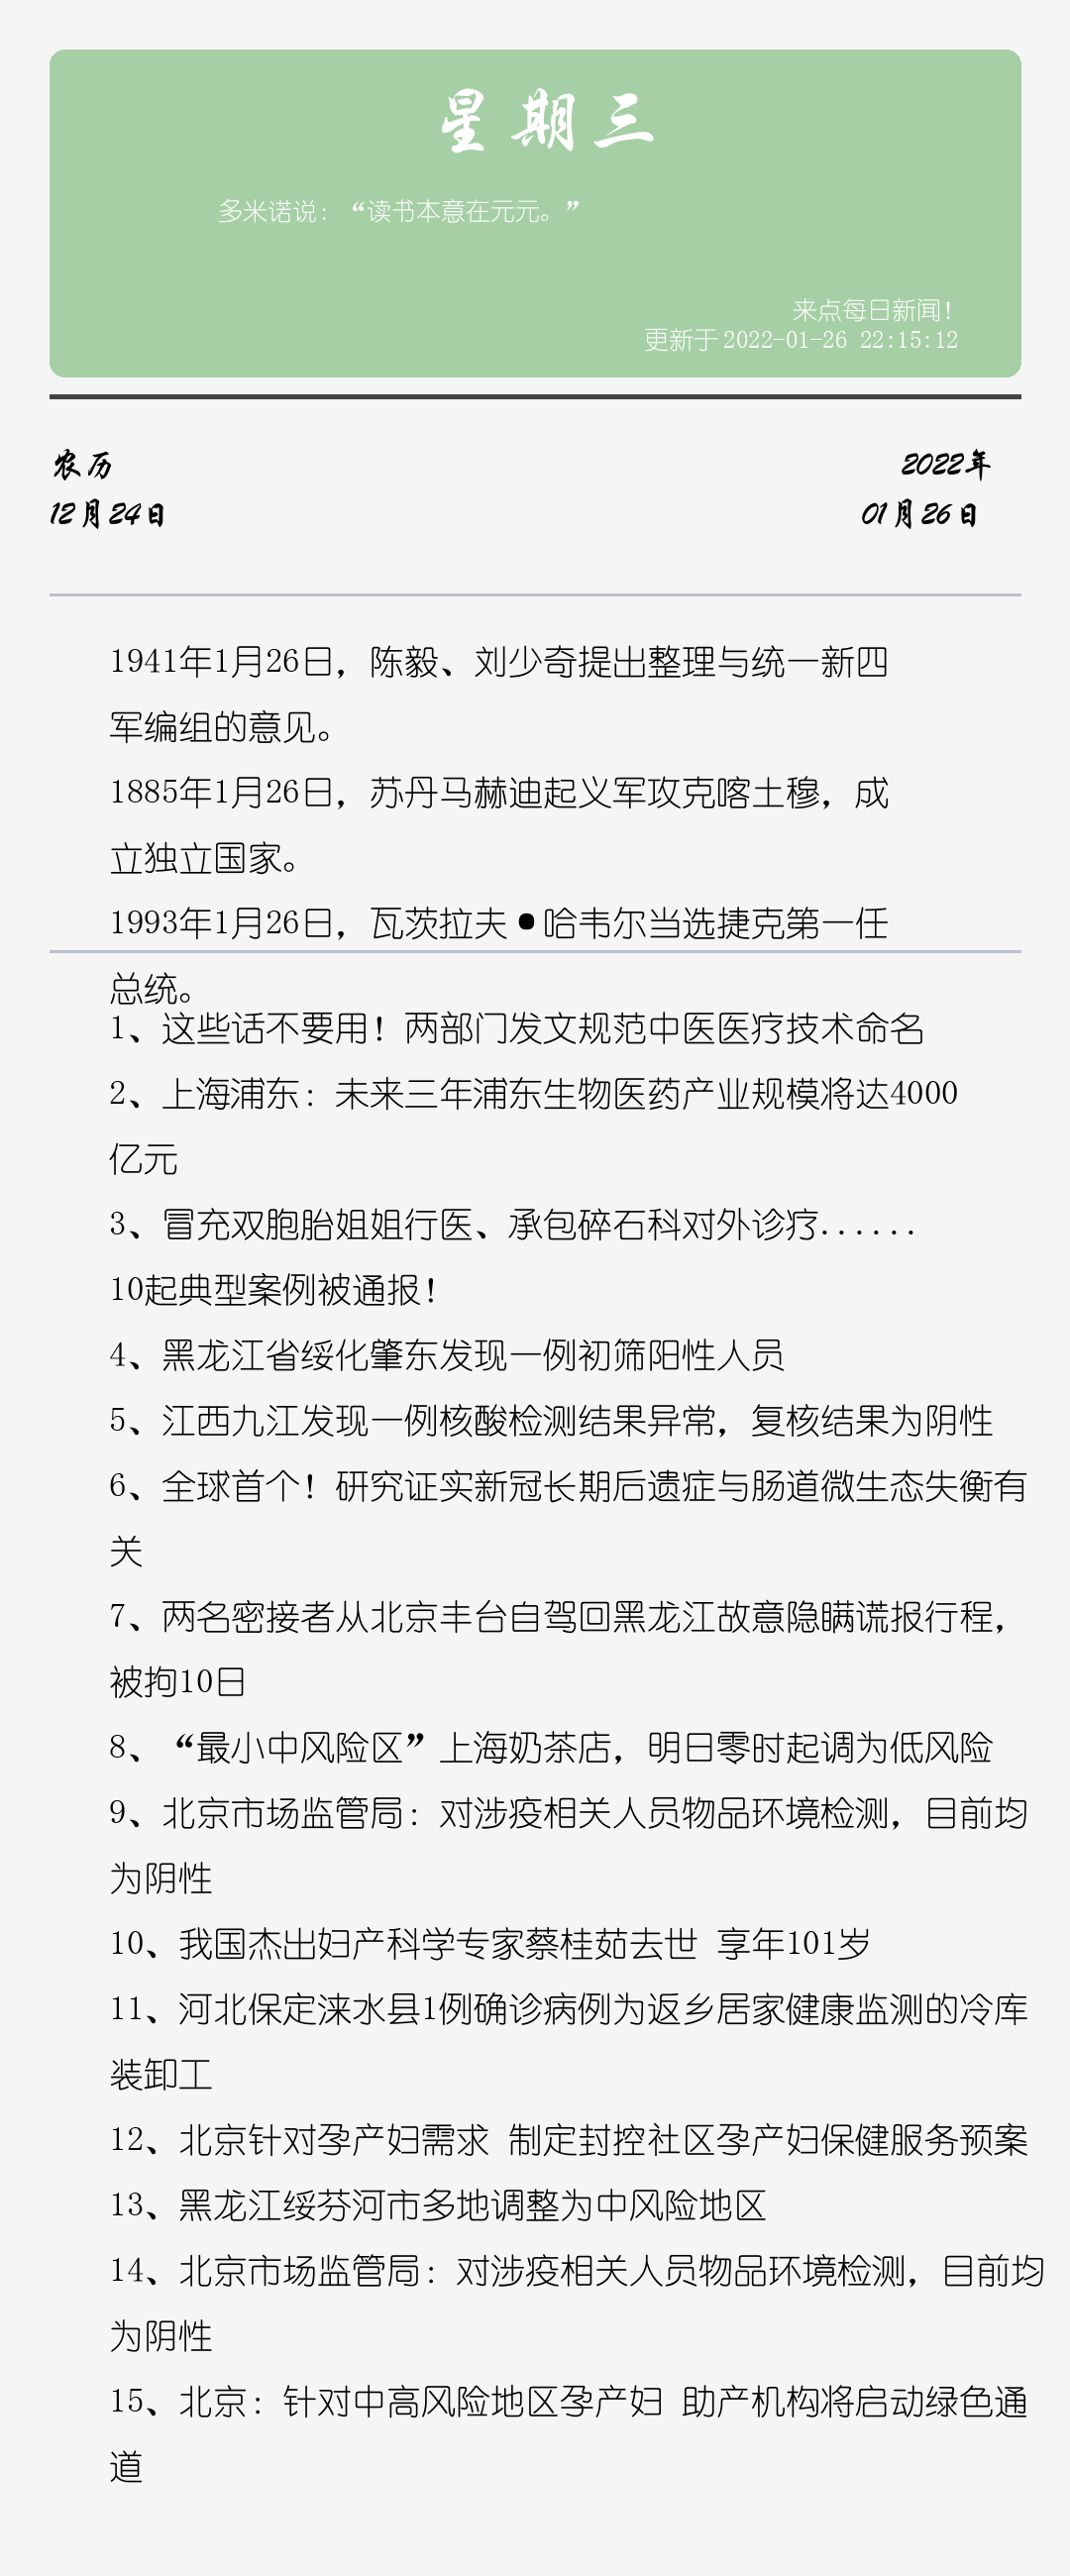 星期三
多米诺说：“读书本意在元元。”
来点每日新闻！
更新于 2022-01-26 22:15:12
农历
2022年
12月24日
01月26日
1941年1月26日，陈毅、刘少奇提出整理与统一新四
军编组的意见。
1885年1月26日，苏丹马赫迪起义军攻克喀土穆，成
立独立国家。
1993年1月26日，瓦茨拉夫•哈韦尔当选捷克第一任
总统。
1、这些话不要用！两部门发文规范中医医疗技术命名
2、上海浦东：未来三年浦东生物医药产业规模将达4000
亿元
3、冒充双胞胎姐姐行医、承包碎石科对外诊疗......
10起典型案例被通报！
4、黑龙江省绥化肇东发现一例初筛阳性人员
5、江西九江发现一例核酸检测结果异常，复核结果为阴性
6、全球首个！研究证实新冠长期后遗症与肠道微生态失衡有
关
7、两名密接者从北京丰台自驾回黑龙江故意隐瞒谎报行程，
被拘10日
8、“最小中风险区”上海奶茶店，明日零时起调为低风险
9、北京市场监管局：对涉疫相关人员物品环境检测，目前均
为阴性
10、我国杰出妇产科学专家蔡桂茹去世 享年101岁
11、河北保定涞水县1例确诊病例为返乡居家健康监测的冷库
装卸工
12、北京针对孕产妇需求 制定封控社区孕产妇保健服务预案
13、黑龙江绥芬河市多地调整为中风险地区
14、北京市场监管局：对涉疫相关人员物品环境检测，目前均
为阴性
15、北京：针对中高风险地区孕产妇 助产机构将启动绿色通
道